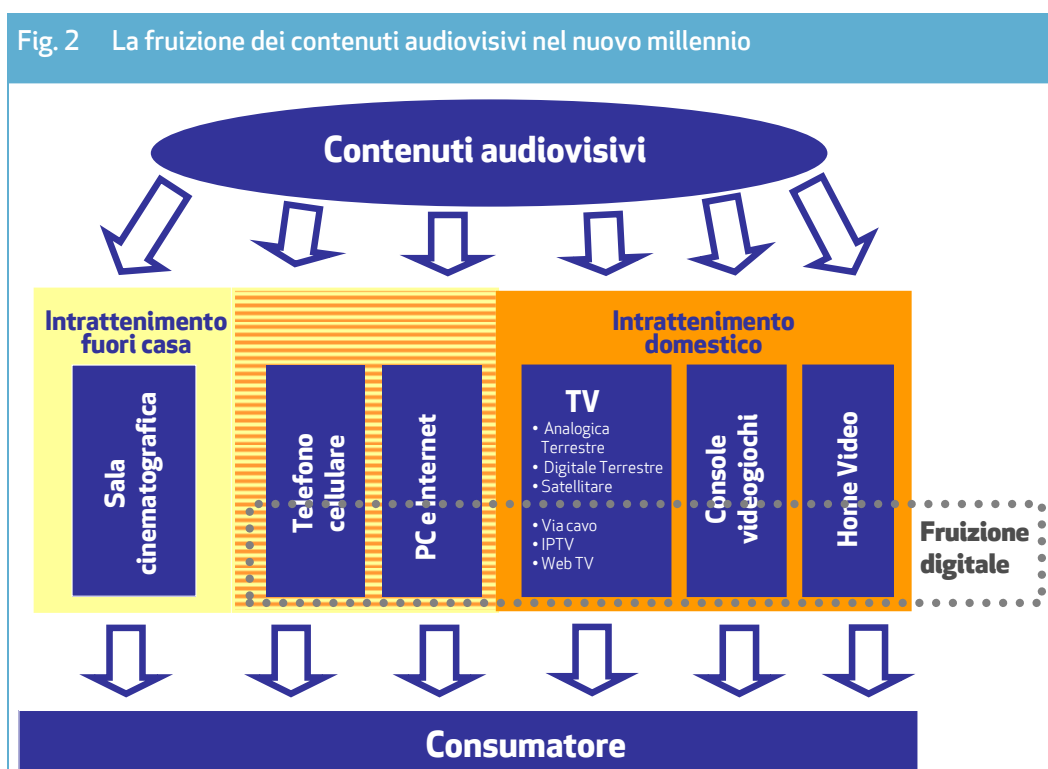 Fig. 2 La fruizione dei contenuti audiovisivi nel nuovo millennio
Contenuti audiovisivi
Intrattenimento
fuori casa
Intrattenimento
domestico
Sala
cinematografica
Telefono
cellulare
PC e internet
TV
• Analogica
Terrestre
• Digitale Terrestre
• Satellitare
• Via cavo
• IPTV
• Web TV
Console
videogiochi
Home Video
Fruizione
digitale
Consumatore